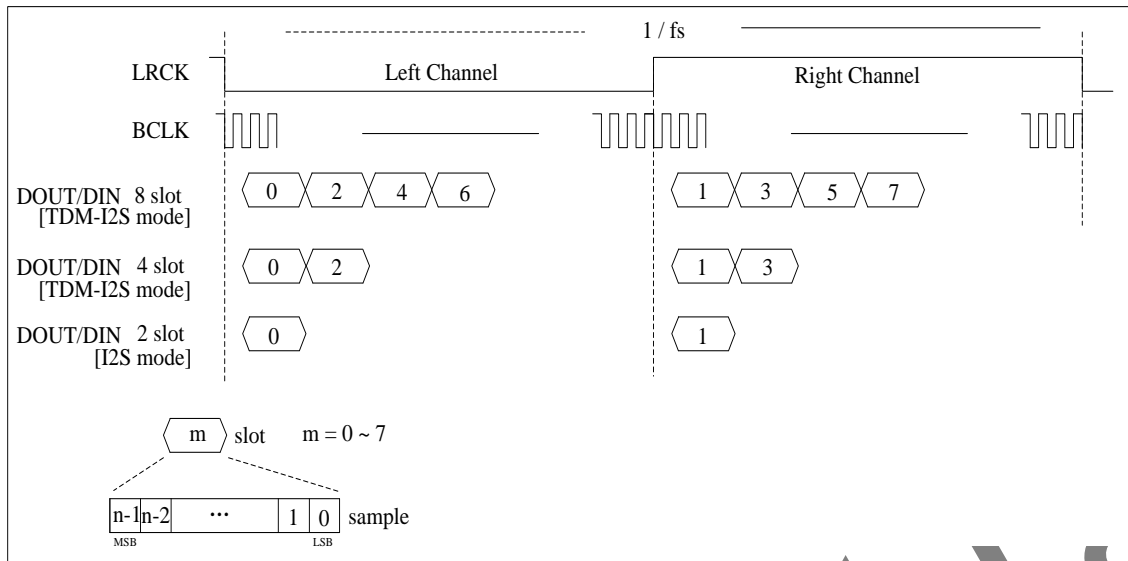 1 / fs
LRCK Left Channel Right Channel
BCLK
DOUT/DIN 8 slot 0 2 4 6 1 3 5 7
[TDM-I2S mode]
DOUT/DIN 4 slot 0 2 1 3
[TDM-I2S mode]
DOUT/DIN 2 slot 0 1
[I2S mode]
m slot m = 0 ~ 7
n-1 n-2 ... 1 0 sample
MSB LSB